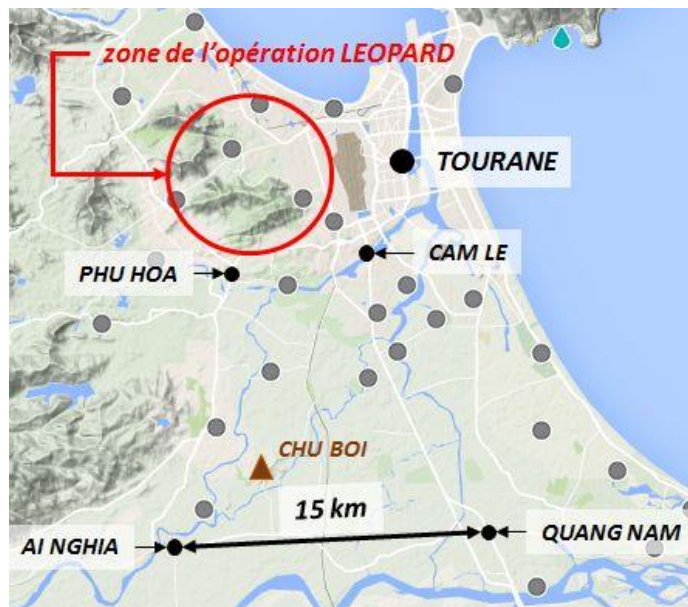 zone de l'opération LEOPARD
TOURANE
CAM LE
PHU HOA
CHU BOI
15 km
AI NGHIA
QUANG NAM